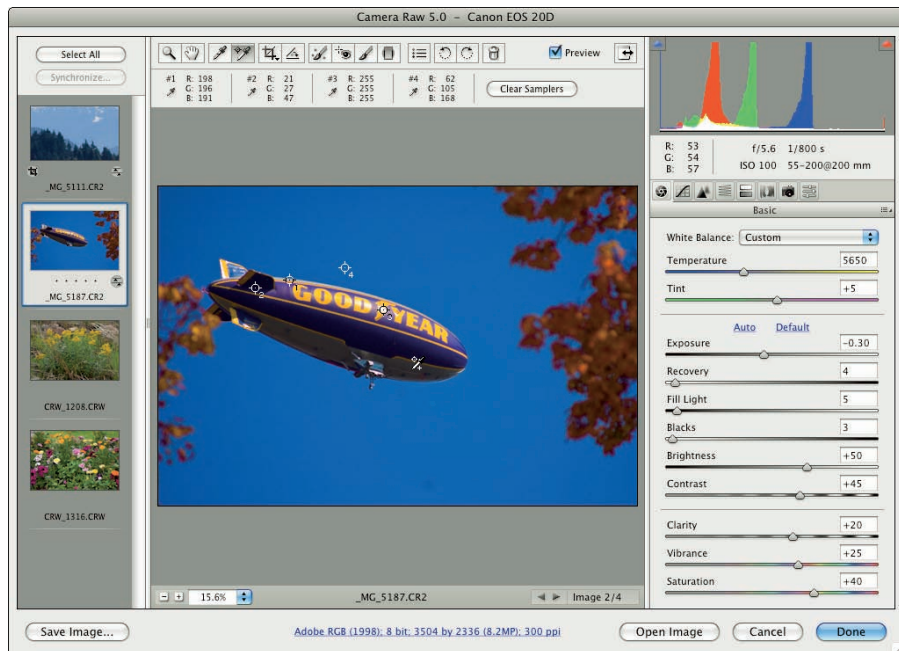 Camera Raw 5.0 – Canon EOS 20D
Select All
Synchronize...
_MG_5111.CR2
_MG_5187.CR2
CRW_1208.CRW
CRW_1316.CRW
Preview
#1 R: 198 G: 196 B: 191
#2 R: 21 G: 27 B: 47
#3 R: 255 G: 255 B: 255
#4 R: 62 G: 105 B: 168
Clear Samplers
GOODYEAR
1
2
3
4
15.6%
_MG_5187.CR2
Image 2/4
R: 53
G: 54
B: 57
f/5.6 1/800 s
ISO 100 55-200@200 mm
Basic
White Balance: Custom
Temperature 5650
Tint +5
Auto Default
Exposure -0.30
Recovery 4
Fill Light 5
Blacks 3
Brightness +50
Contrast +45
Clarity +20
Vibrance +25
Saturation +40
Save Image...
Adobe RGB (1998); 8 bit; 3504 by 2336 (8.2MP); 300 ppi
Open Image
Cancel
Done